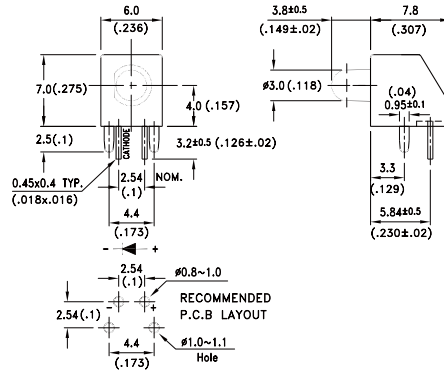 6.0
(.236)
3.8±0.5
(.149±.02)
7.8
(.307)
7.0(.275)
4.0(.157)
ø3.0(.118)
(.04)
0.95±0.1
2.5(.1)
CATHODE
3.2±0.5(.126±.02)
0.45x0.4 TYP.
(.018x.016)
2.54 NOM.
(.1)
3.3
(.129)
4.4
(.173)
5.84±0.5
(.230±.02)
- +
2.54
(.1)
ø0.8~1.0
- +
RECOMMENDED
P.C.B LAYOUT
2.54(.1)
4.4
(.173)
ø1.0~1.1
Hole